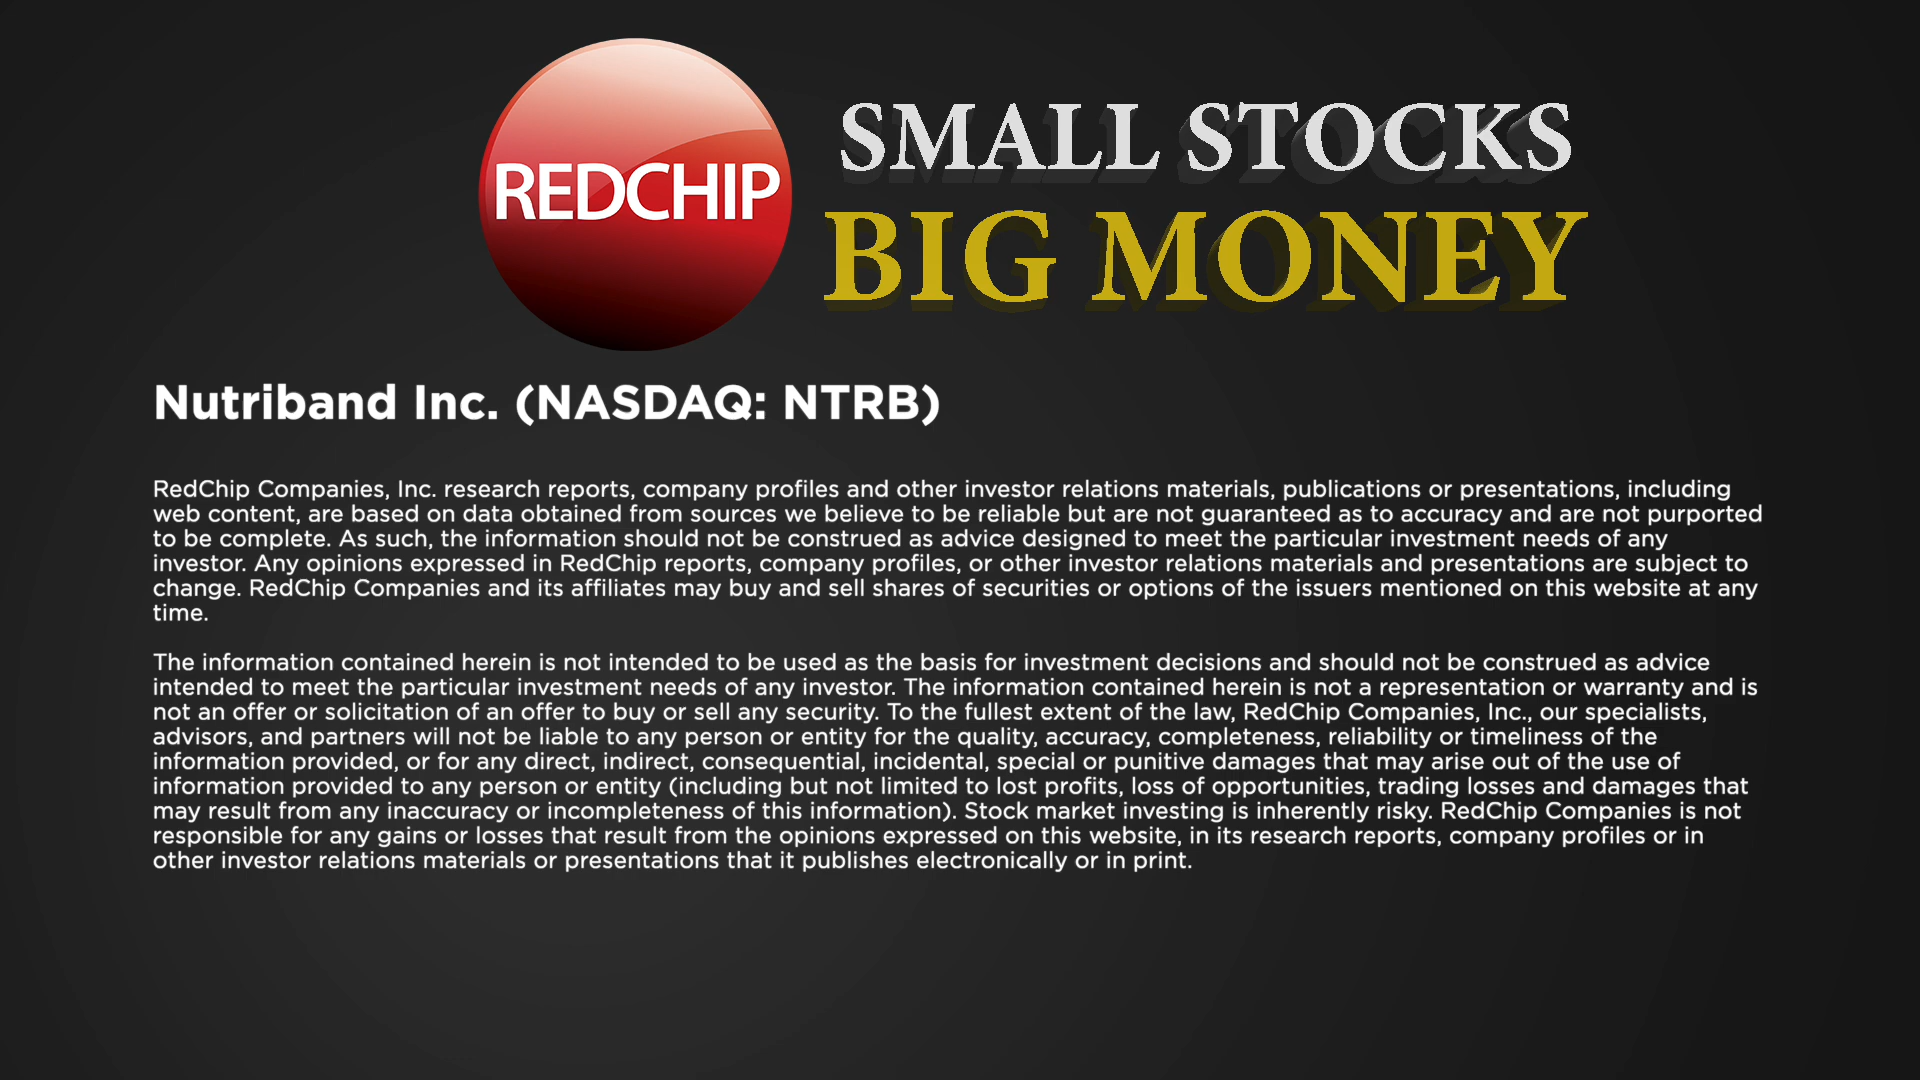 REDCHIP
SMALL STOCKS
BIG MONEY
Nutriband Inc. (NASDAQ: NTRB)
RedChip Companies, Inc. research reports, company profiles and other investor relations materials, publications or presentations, including
web content, are based on data obtained from sources we believe to be reliable but are not guaranteed as to accuracy and are not purported
to be complete. As such, the information should not be construed as advice designed to meet the particular investment needs of any
investor. Any opinions expressed in RedChip reports, company profiles, or other investor relations materials and presentations are subject to
change. RedChip Companies and its affiliates may buy and sell shares of securities or options of the issuers mentioned on this website at any
time.
The information contained herein is not intended to be used as the basis for investment decisions and should not be construed as advice
intended to meet the particular investment needs of any investor. The information contained herein is not a representation or warranty and is
not an offer or solicitation of an offer to buy or sell any security. To the fullest extent of the law, RedChip Companies, Inc., our specialists,
advisors, and partners will not be liable to any person or entity for the quality, accuracy, completeness, reliability or timeliness of the
information provided, or for any direct, indirect, consequential, incidental, special or punitive damages that may arise out of the use of
information provided to any person or entity (including but not limited to lost profits, loss of opportunities, trading losses and damages that
may result from any inaccuracy or incompleteness of this information). Stock market investing is inherently risky. RedChip Companies is not
responsible for any gains or losses that result from the opinions expressed on this website, in its research reports, company profiles or in
other investor relations materials or presentations that it publishes electronically or in print.